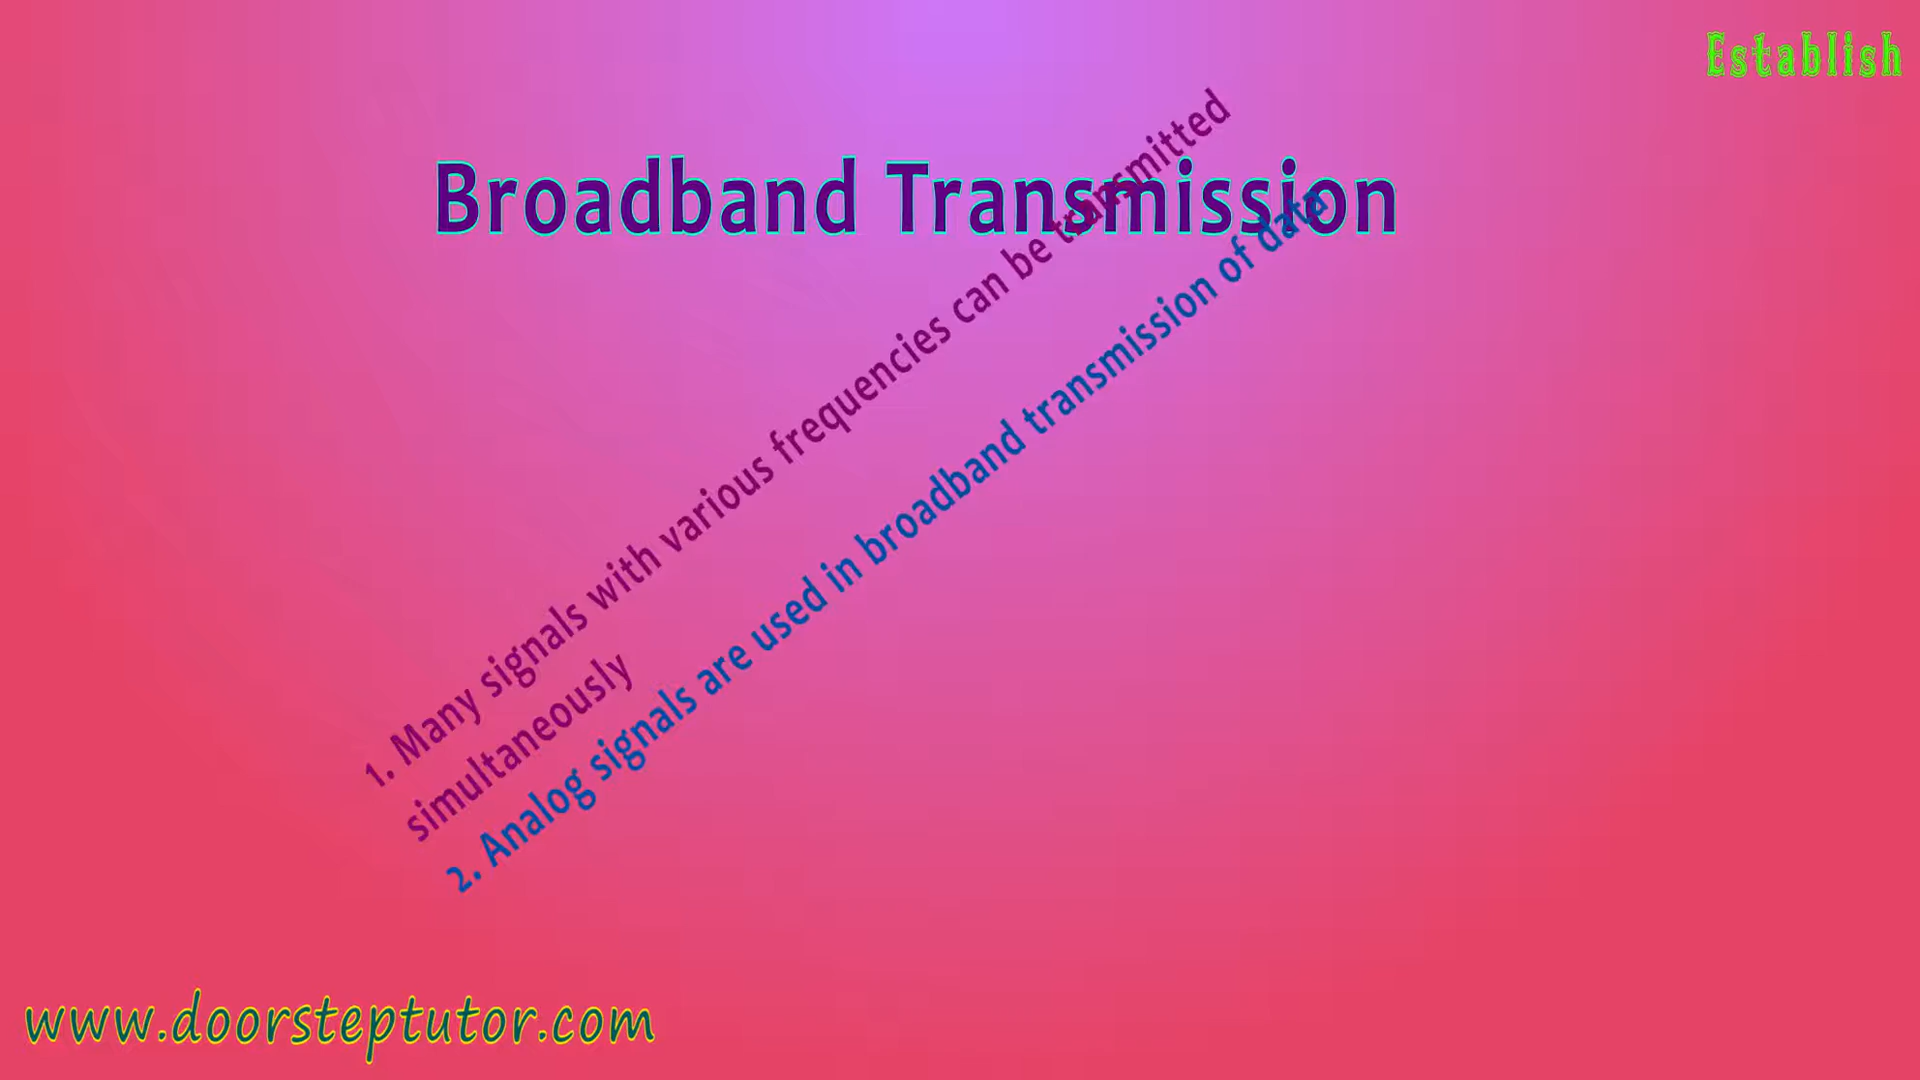 Establish
Broadband Transmission
1. Many signals with various frequencies can be transmitted
simultaneously
2. Analog signals are used in broadband transmission of data
www.doorsteptutor.com